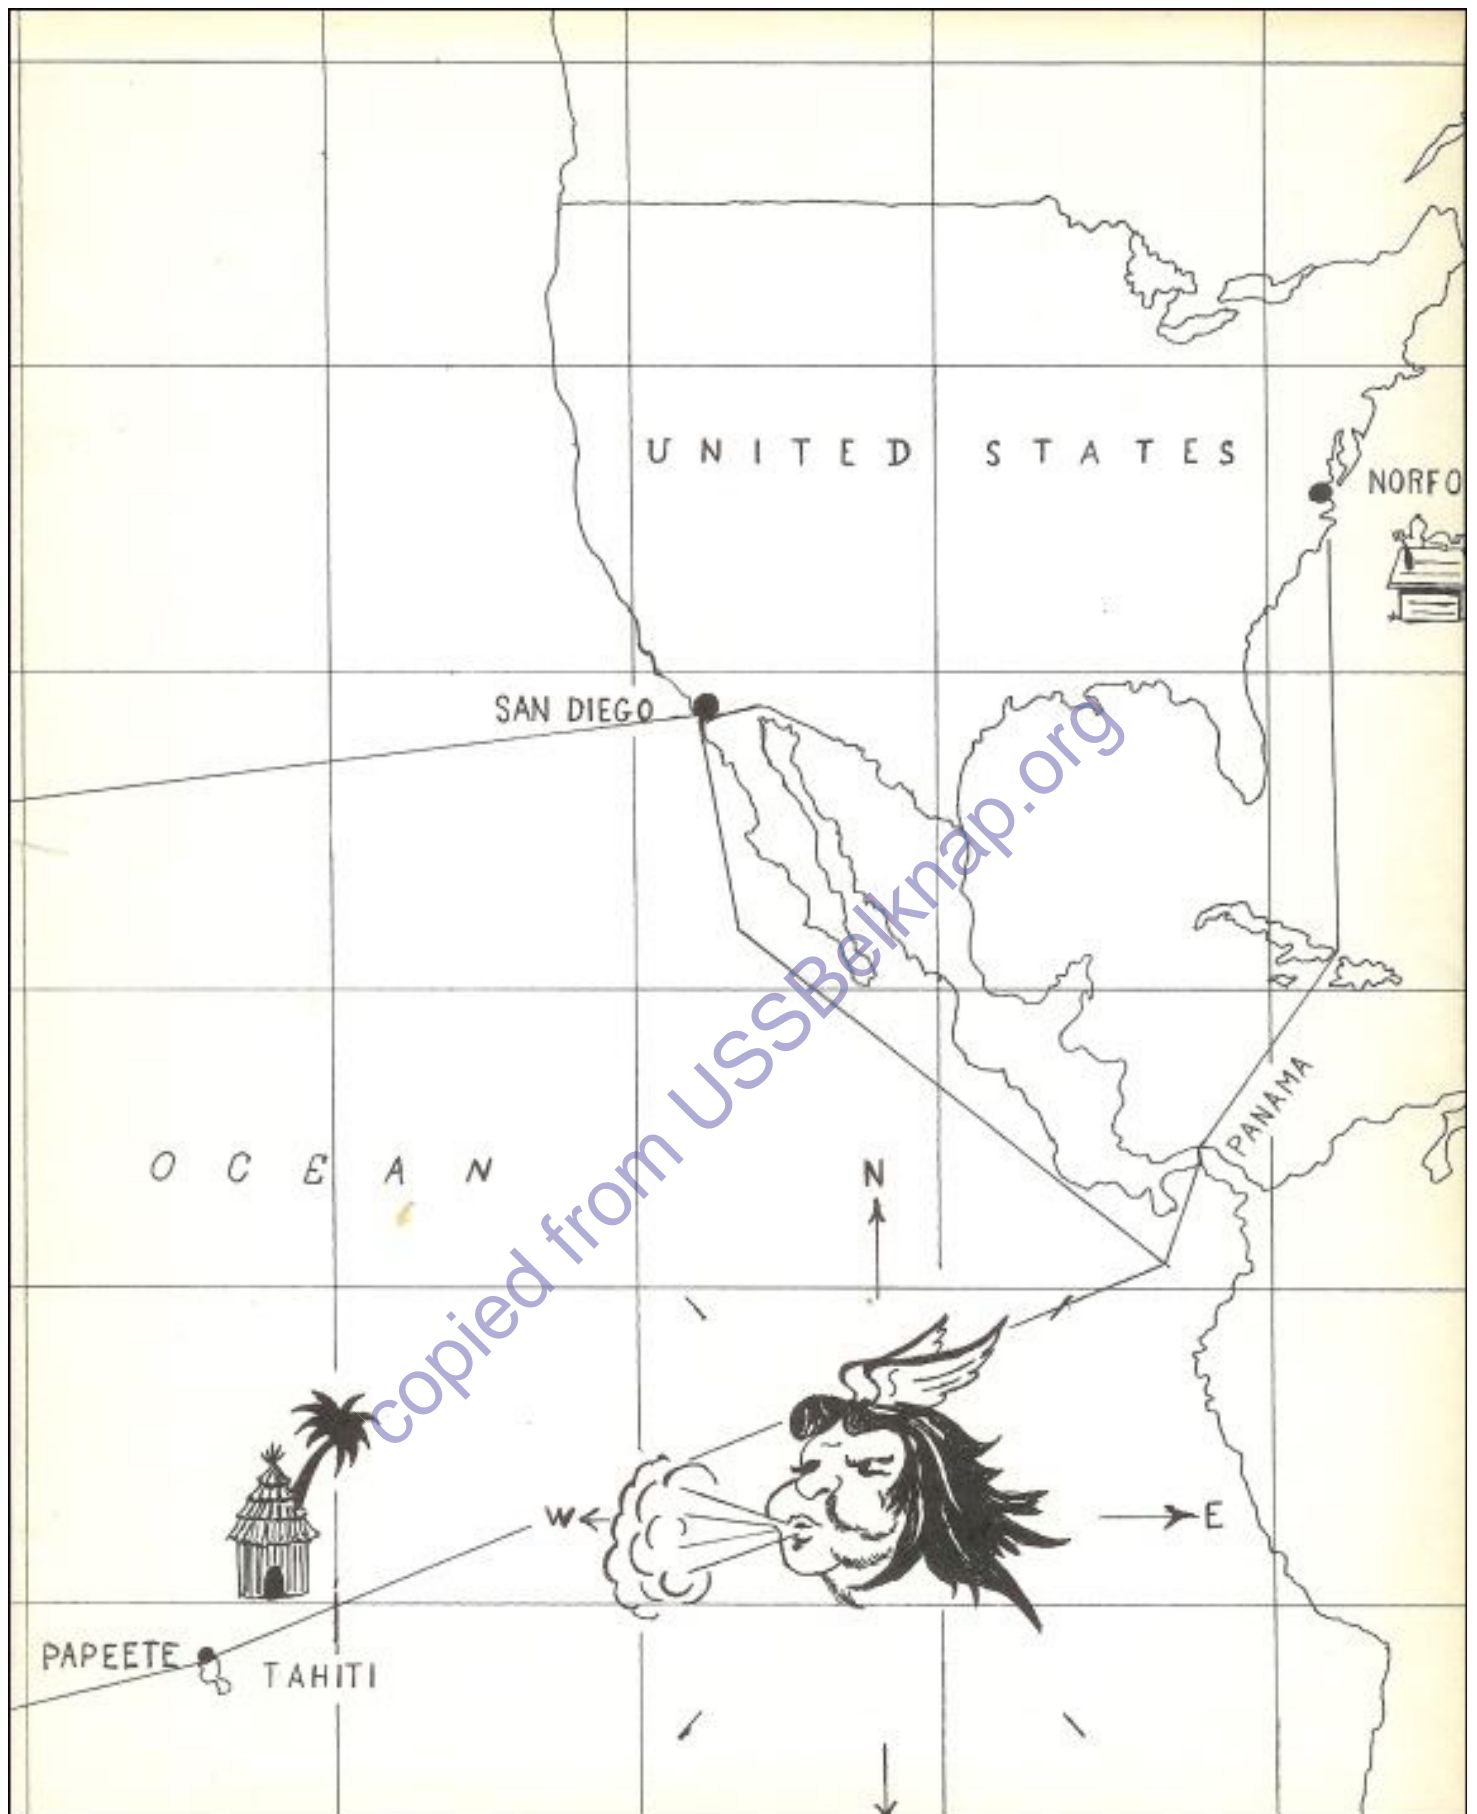 UNITED STATES
NORFO
SAN DIEGO
PANAMA
OCEAN
N
W
E
PAPEETE
TAHITI
copied from USSBelknap.org